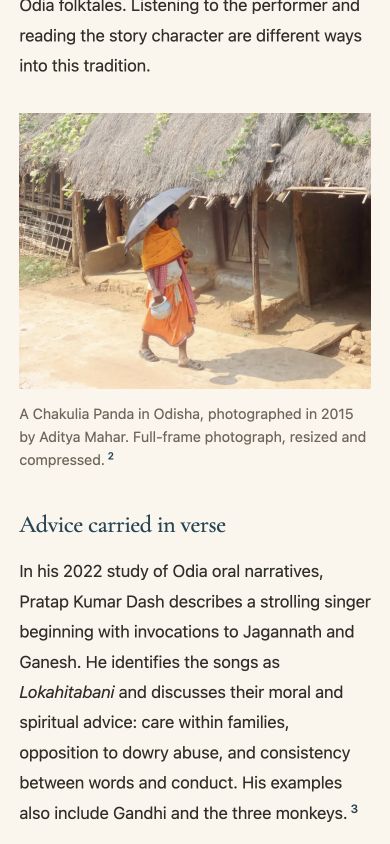 Odia folktales. Listening to the performer and
reading the story character are different ways
into this tradition.
A Chakulia Panda in Odisha, photographed in 2015
by Aditya Mahar. Full-frame photograph, resized and
compressed. 2
Advice carried in verse
In his 2022 study of Odia oral narratives,
Pratap Kumar Dash describes a strolling singer
beginning with invocations to Jagannath and
Ganesh. He identifies the songs as
Lokahitabani and discusses their moral and
spiritual advice: care within families,
opposition to dowry abuse, and consistency
between words and conduct. His examples
also include Gandhi and the three monkeys. 3